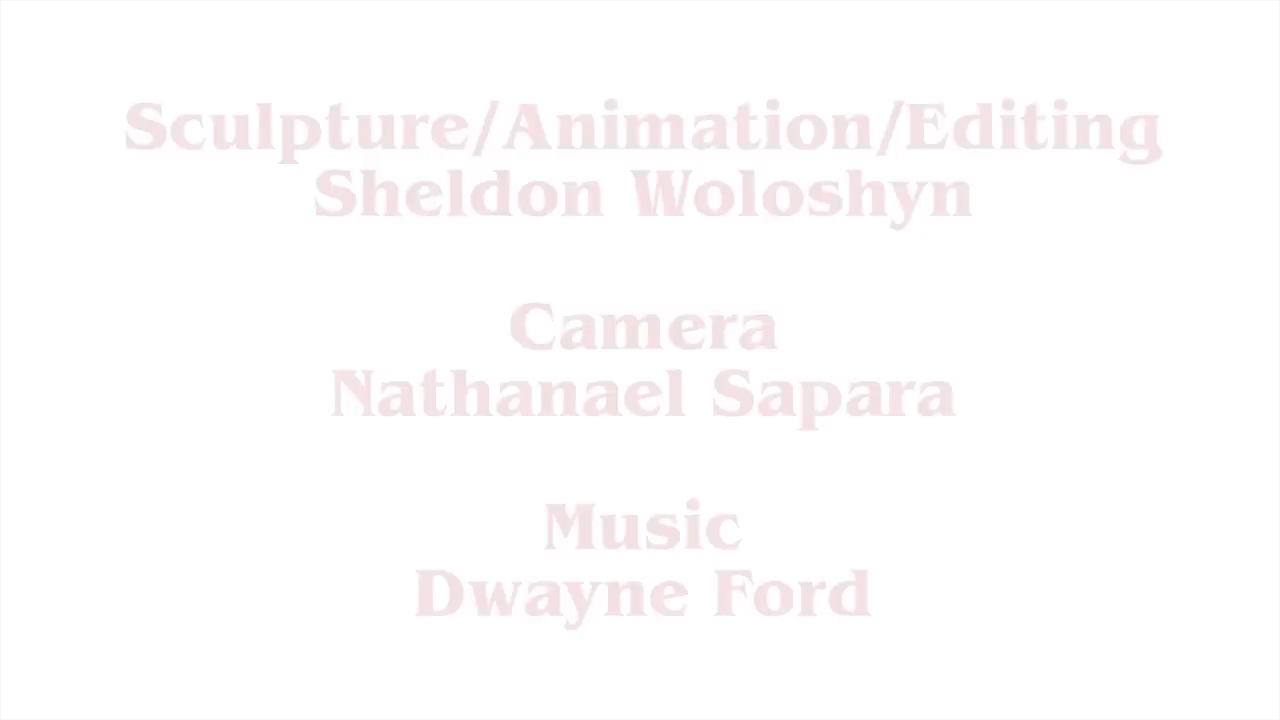 Sculpture/Animation/Editing
Sheldon Woloshyn
Camera
Nathanael Sapara
Music
Dwayne Ford